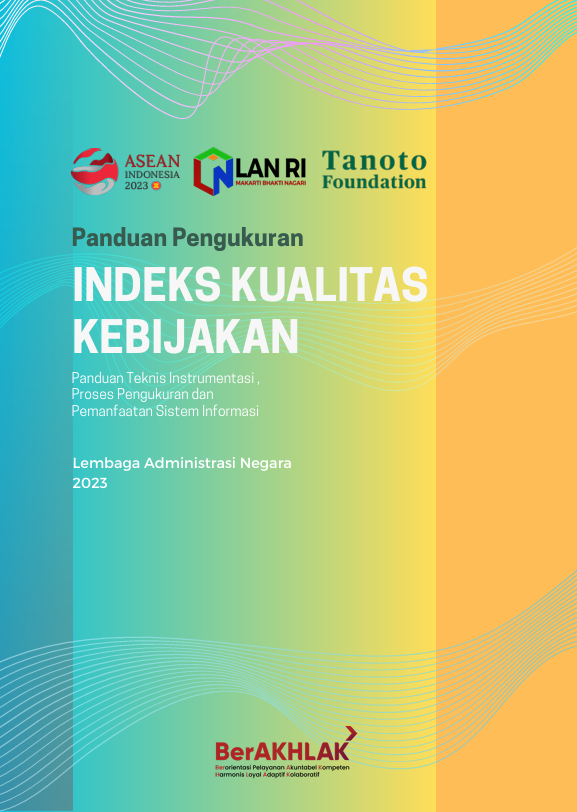 ASEAN
INDONESIA
2023
LAN RI
MAKARTI BHAKTI NAGARI
Tanoto
Foundation
Panduan Pengukuran
INDEKS KUALITAS
KEBIJAKAN
Panduan Teknis Instrumentasi ,
Proses Pengukuran dan
Pemanfaatan Sistem Informasi
Lembaga Administrasi Negara
2023
BerAKHLAK
Berorientasi Pelayanan Akuntabel Kompeten
Harmonis Loyal Adaptif Kolaboratif